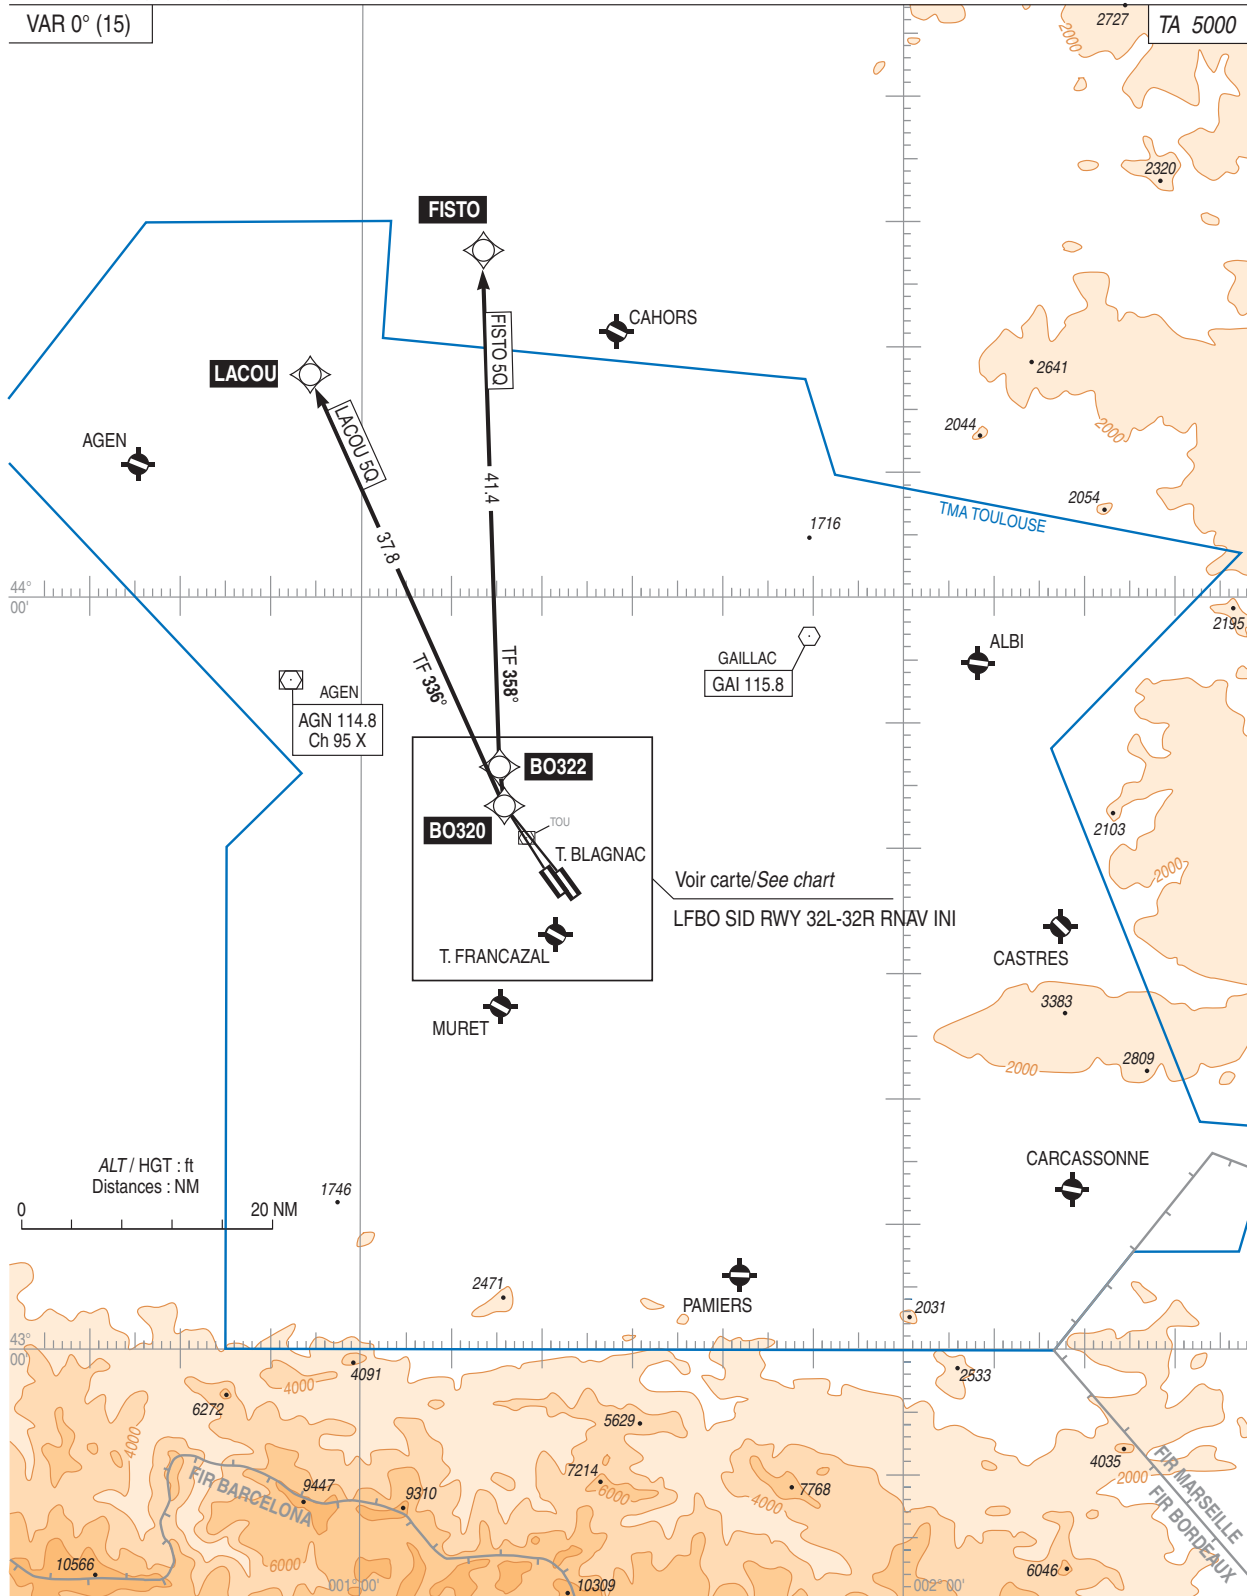 VAR 0° (15)
TA 5000
2727
2000
2320
FISTO
CAHORS
FISTO 5Q
2641
LACOU
LACOU 5Q
2044
2000
AGEN
41.4
2054
TMA TOULOUSE
1716
37.8
44°
00'
2195
ALBI
GAILLAC
GAI 115.8
TF 336°
TF 358°
AGEN
AGN 114.8
Ch 95 X
BO322
BO320
TOU
T. BLAGNAC
2103
2000
Voir carte/See chart
LFBO SID RWY 32L-32R RNAV INI
T. FRANCAZAL
CASTRES
MURET
3383
2809
2000
CARCASSONNE
ALT / HGT : ft
Distances : NM
0
20 NM
1746
2471
PAMIERS
2031
43°
00'
4091
4000
2533
6272
4000
5629
4035
2000
FIR MARSEILLE
FIR BORDEAUX
FIR BARCELONA
9447
9310
7214
6000
7768
4000
10566
6000
001° 00'
10309
002° 00'
6046